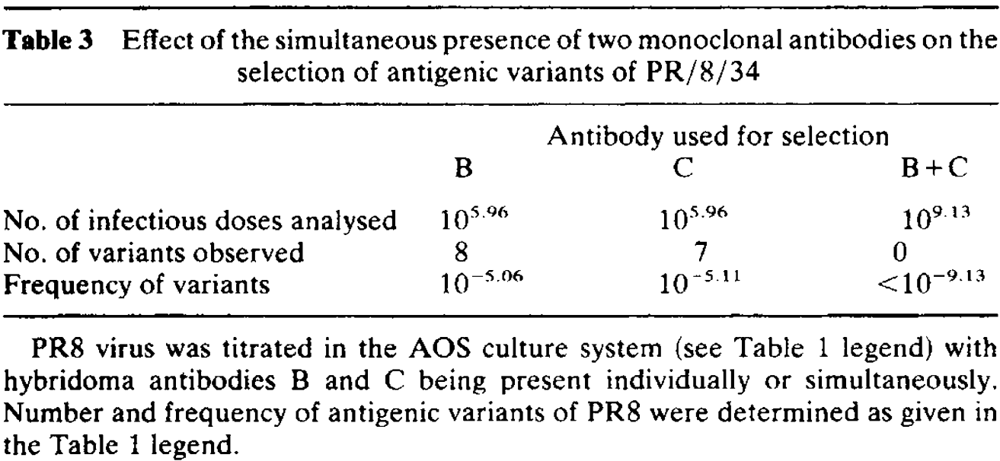 Table 3 Effect of the simultaneous presence of two monoclonal antibodies on the
selection of antigenic variants of PR/8/34
Antibody used for selection
B C B + C
No. of infectious doses analysed 10^5.96 10^5.96 10^9.13
No. of variants observed 8 7 0
Frequency of variants 10^−5.06 10^−5.11 <10^−9.13
PR8 virus was titrated in the AOS culture system (see Table 1 legend) with
hybridoma antibodies B and C being present individually or simultaneously.
Number and frequency of antigenic variants of PR8 were determined as given in
the Table 1 legend.